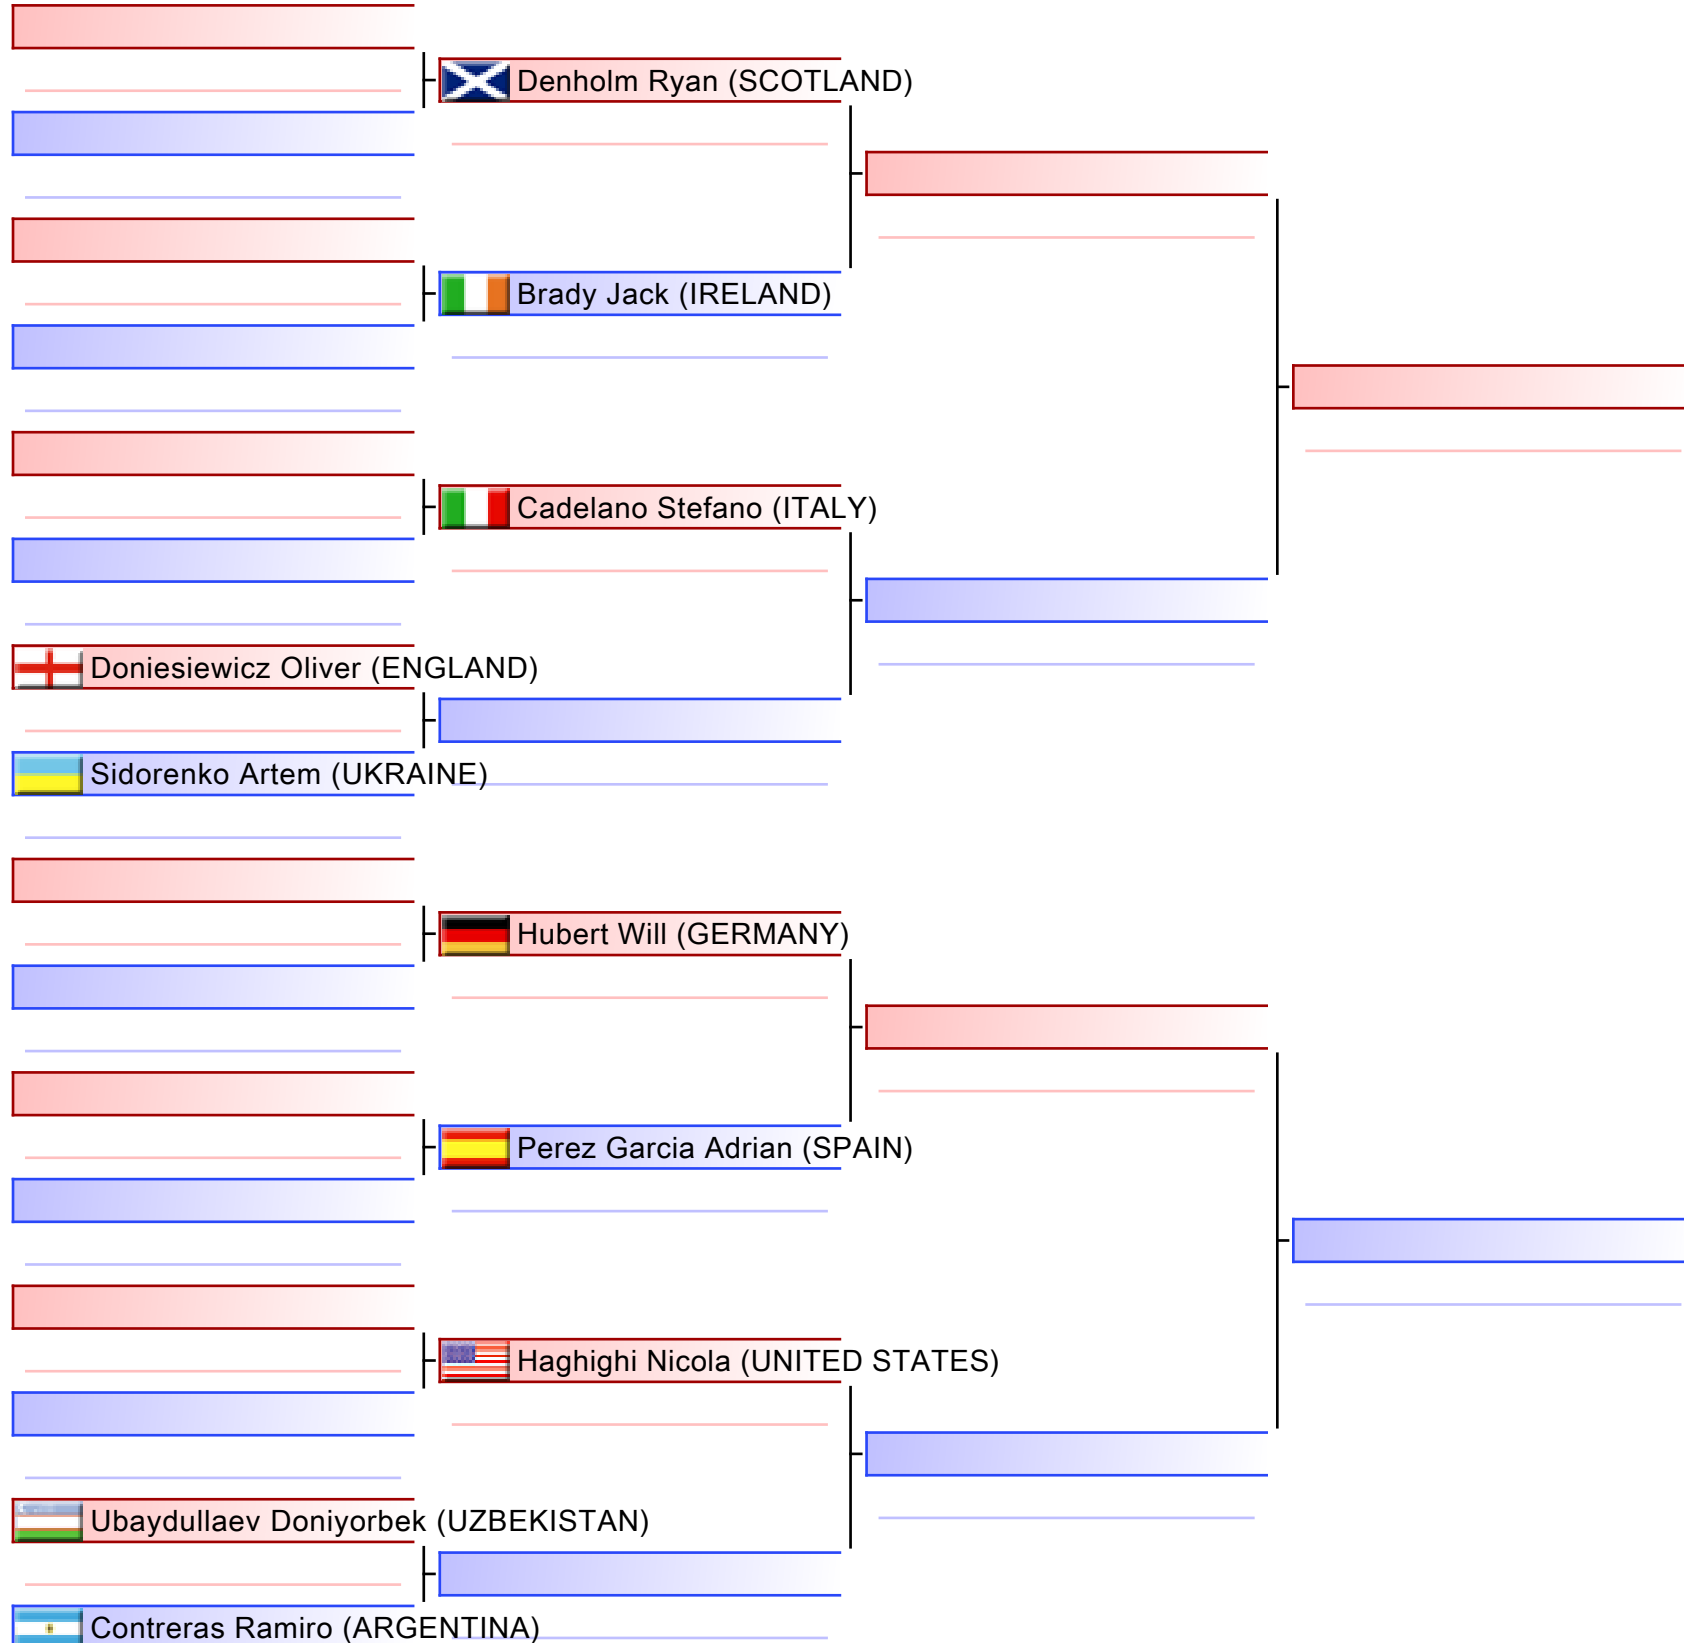 Denholm Ryan (SCOTLAND)
Brady Jack (IRELAND)
Cadelano Stefano (ITALY)
Doniesiewicz Oliver (ENGLAND)
Sidorenko Artem (UKRAINE)
Hubert Will (GERMANY)
Perez Garcia Adrian (SPAIN)
Haghighi Nicola (UNITED STATES)
Ubaydullaev Doniyorbek (UZBEKISTAN)
Contreras Ramiro (ARGENTINA)